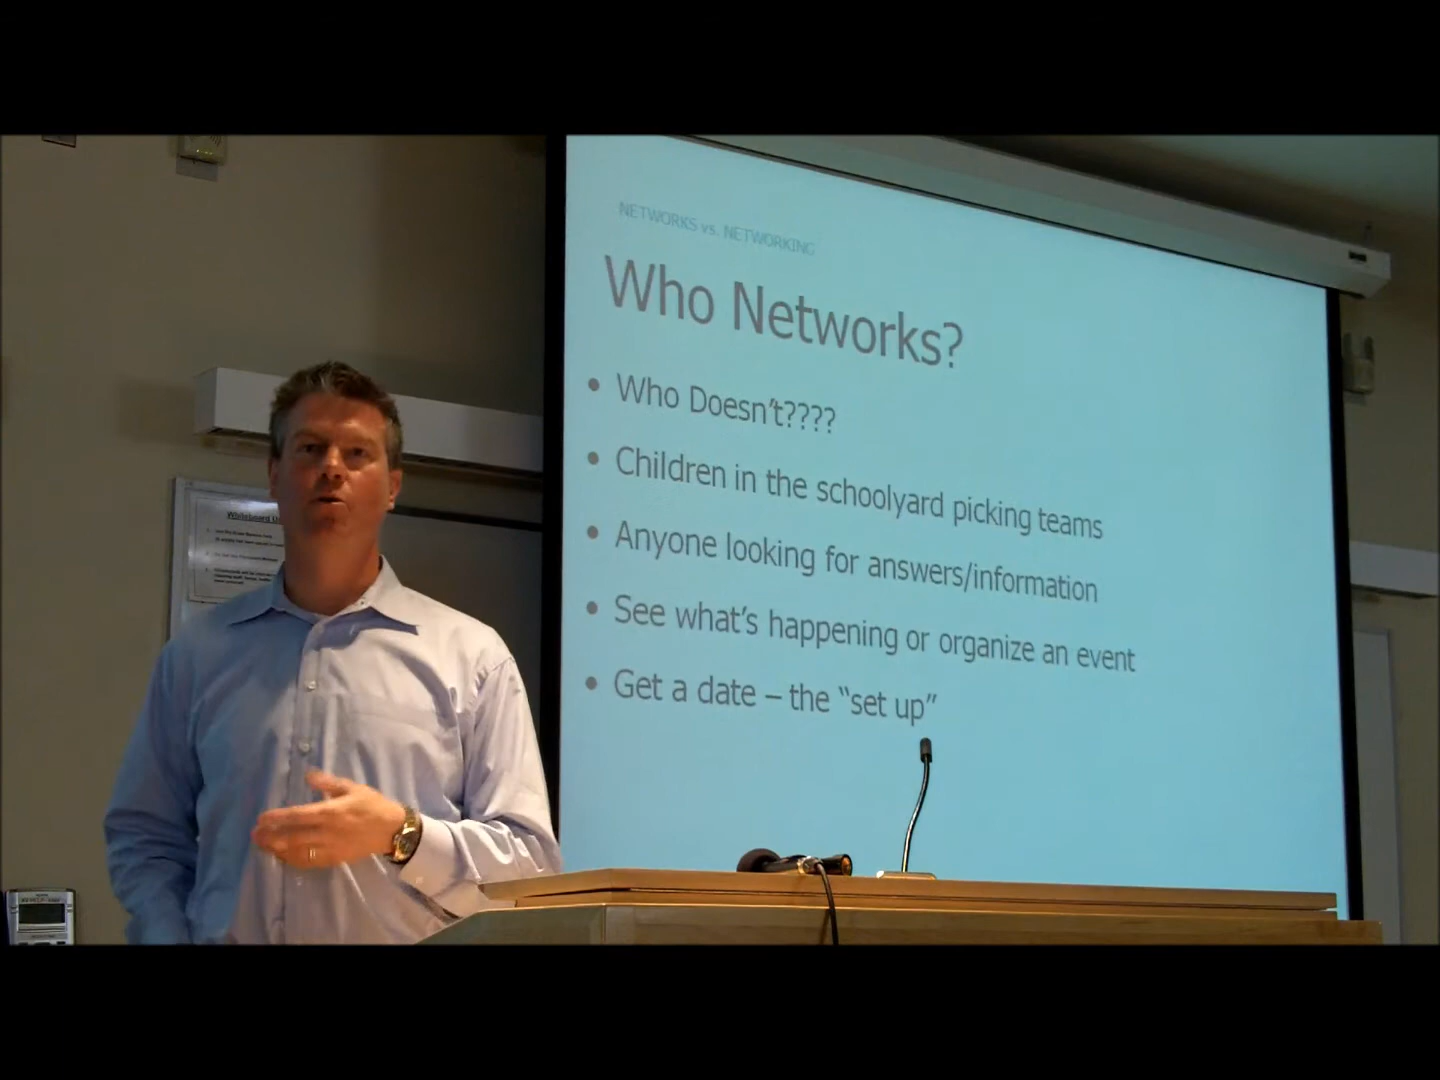 NETWORKS vs. NETWORKING
Who Networks?
• Who Doesn't????
• Children in the schoolyard picking teams
• Anyone looking for answers/information
• See what's happening or organize an event
• Get a date – the “set up”
Whiteboard